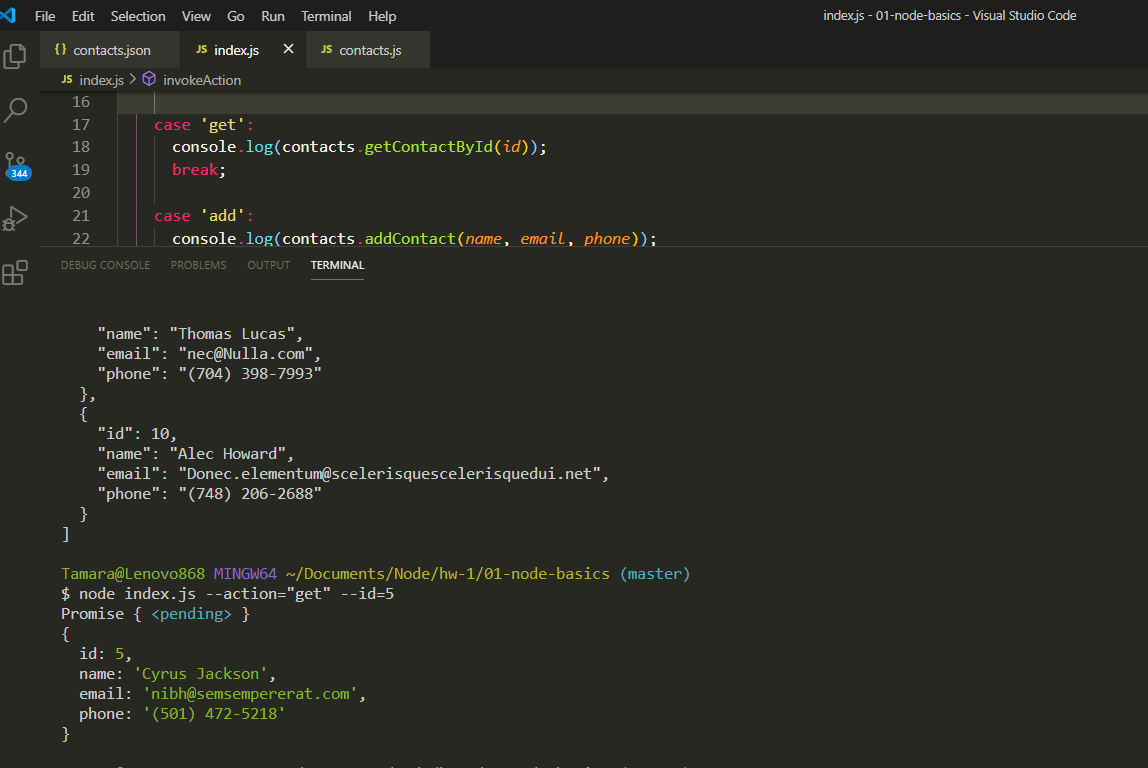 File Edit Selection View Go Run Terminal Help index.js - 01-node-basics - Visual Studio Code
{} contacts.json JS index.js × JS contacts.js
JS index.js > invokeAction
16
17 case 'get':
18 console.log(contacts.getContactById(id));
19 break;
20
344
21 case 'add':
22 console.log(contacts.addContact(name, email, phone));
DEBUG CONSOLE PROBLEMS OUTPUT TERMINAL
"name": "Thomas Lucas",
"email": "nec@Nulla.com",
"phone": "(704) 398-7993"
},
{
"id": 10,
"name": "Alec Howard",
"email": "Donec.elementum@scelerisquescelerisquedui.net",
"phone": "(748) 206-2688"
}
]
Tamara@Lenovo868 MINGW64 ~/Documents/Node/hw-1/01-node-basics (master)
$ node index.js --action="get" --id=5
Promise { <pending> }
{
id: 5,
name: 'Cyrus Jackson',
email: 'nibh@semsempererat.com',
phone: '(501) 472-5218'
}